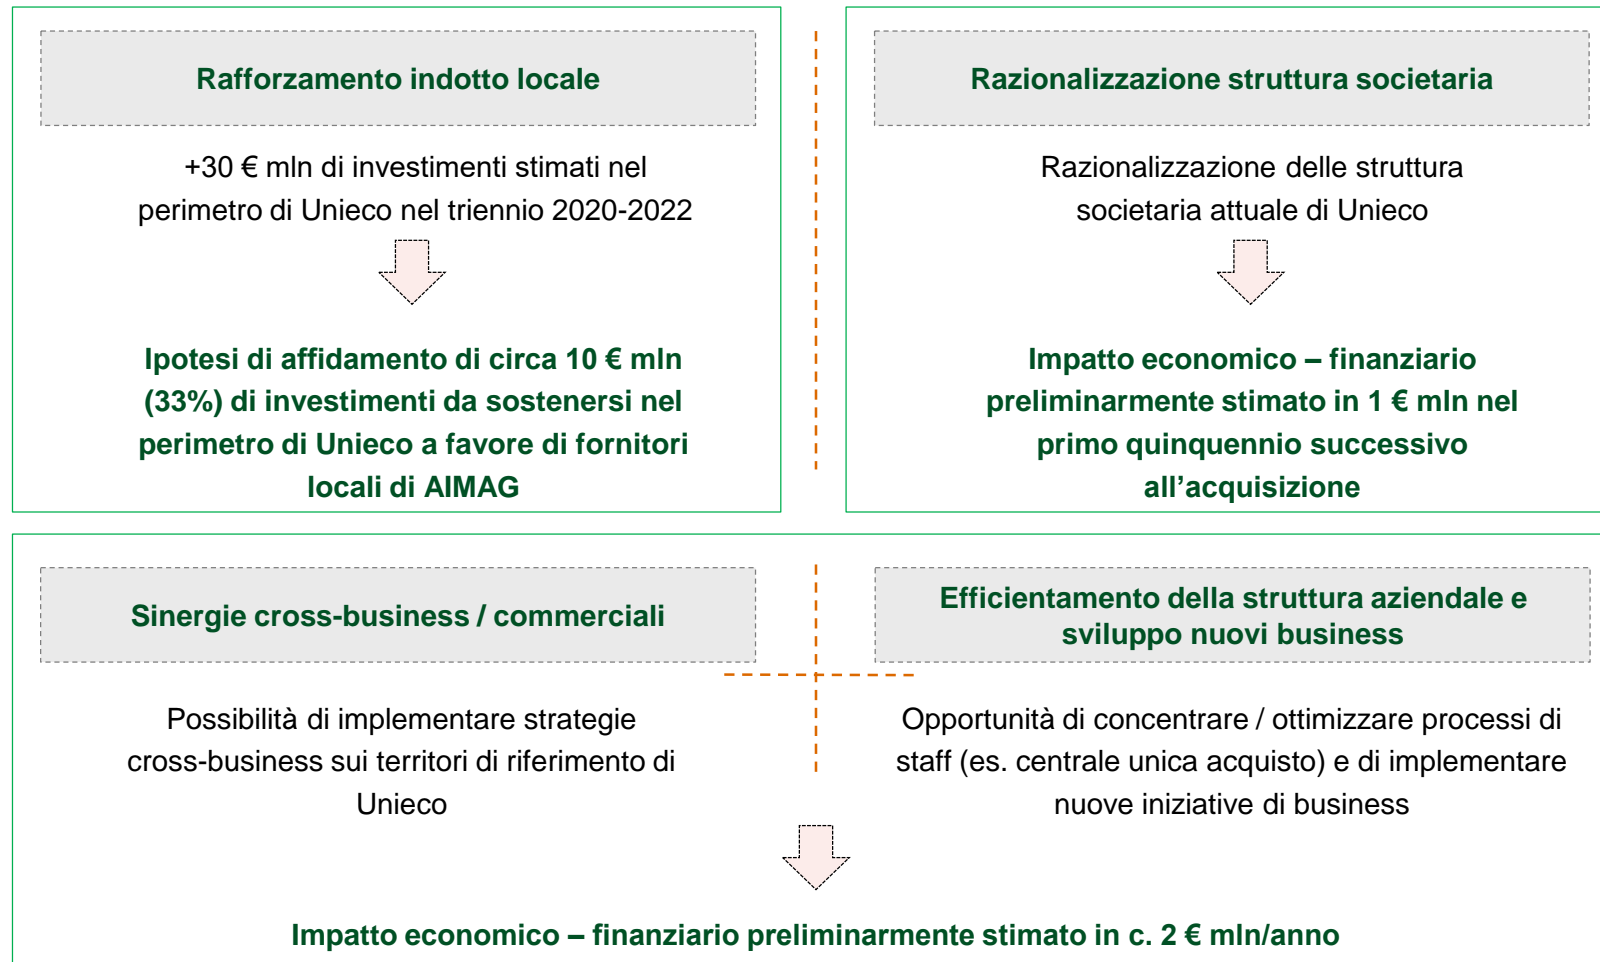 Rafforzamento indotto locale
+30 € mln di investimenti stimati nel
perimetro di Unieco nel triennio 2020-2022
Ipotesi di affidamento di circa 10 € mln
(33%) di investimenti da sostenersi nel
perimetro di Unieco a favore di fornitori
locali di AIMAG
Razionalizzazione struttura societaria
Razionalizzazione delle struttura
societaria attuale di Unieco
Impatto economico – finanziario
preliminarmente stimato in 1 € mln nel
primo quinquennio successivo
all’acquisizione
Sinergie cross-business / commerciali
Possibilità di implementare strategie
cross-business sui territori di riferimento di
Unieco
Efficientamento della struttura aziendale e
sviluppo nuovi business
Opportunità di concentrare / ottimizzare processi di
staff (es. centrale unica acquisto) e di implementare
nuove iniziative di business
Impatto economico – finanziario preliminarmente stimato in c. 2 € mln/anno